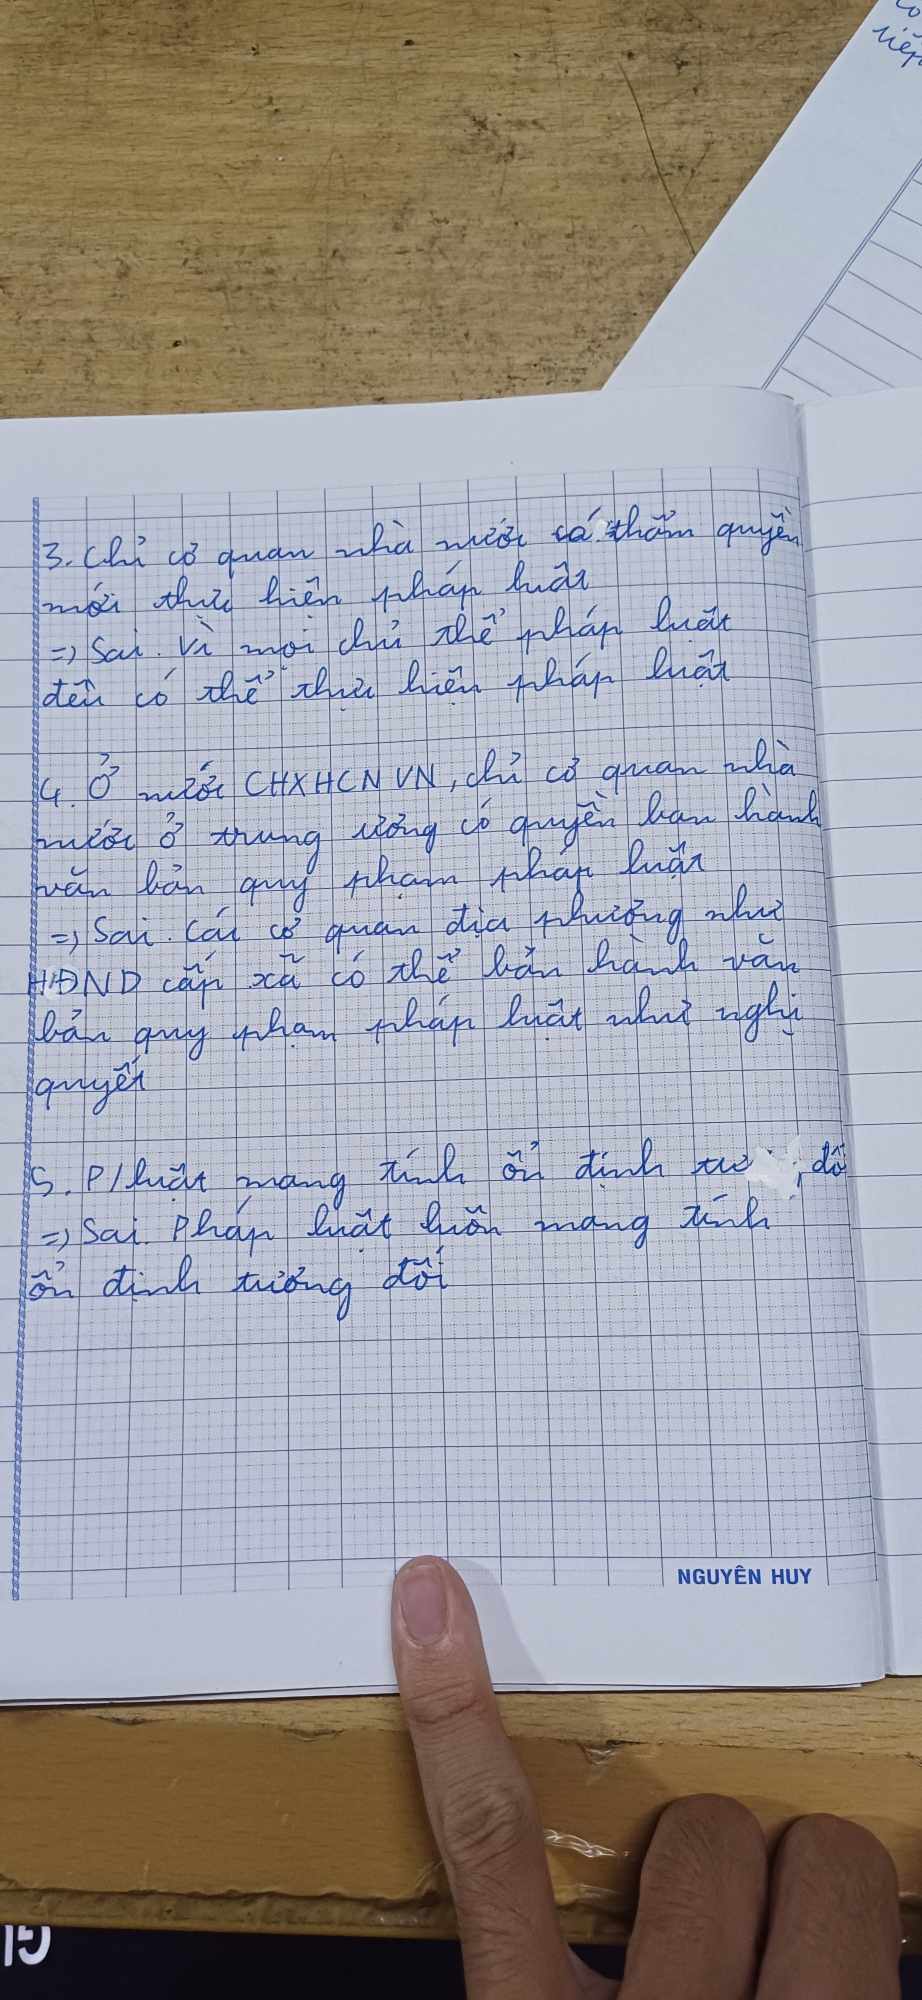 co
tiếp
3. Chỉ cơ quan nhà nước có thẩm quyền
mới thực hiện pháp luật
=> Sai. Vì mọi chủ thể pháp luật
đều có thể thực hiện pháp luật
4. Ở nước CHXHCN VN, chỉ cơ quan nhà
nước ở trung ương có quyền ban hành
văn bản quy phạm pháp luật
=> Sai. Các cơ quan địa phương như
HĐND cấp xã có thể bản hành văn
bản quy phạm pháp luật như nghị
quyết
5. P/luật mang tính ổn định
=> Sai. Pháp luật luôn mang tính
ổn định tương đối
NGUYÊN HUY